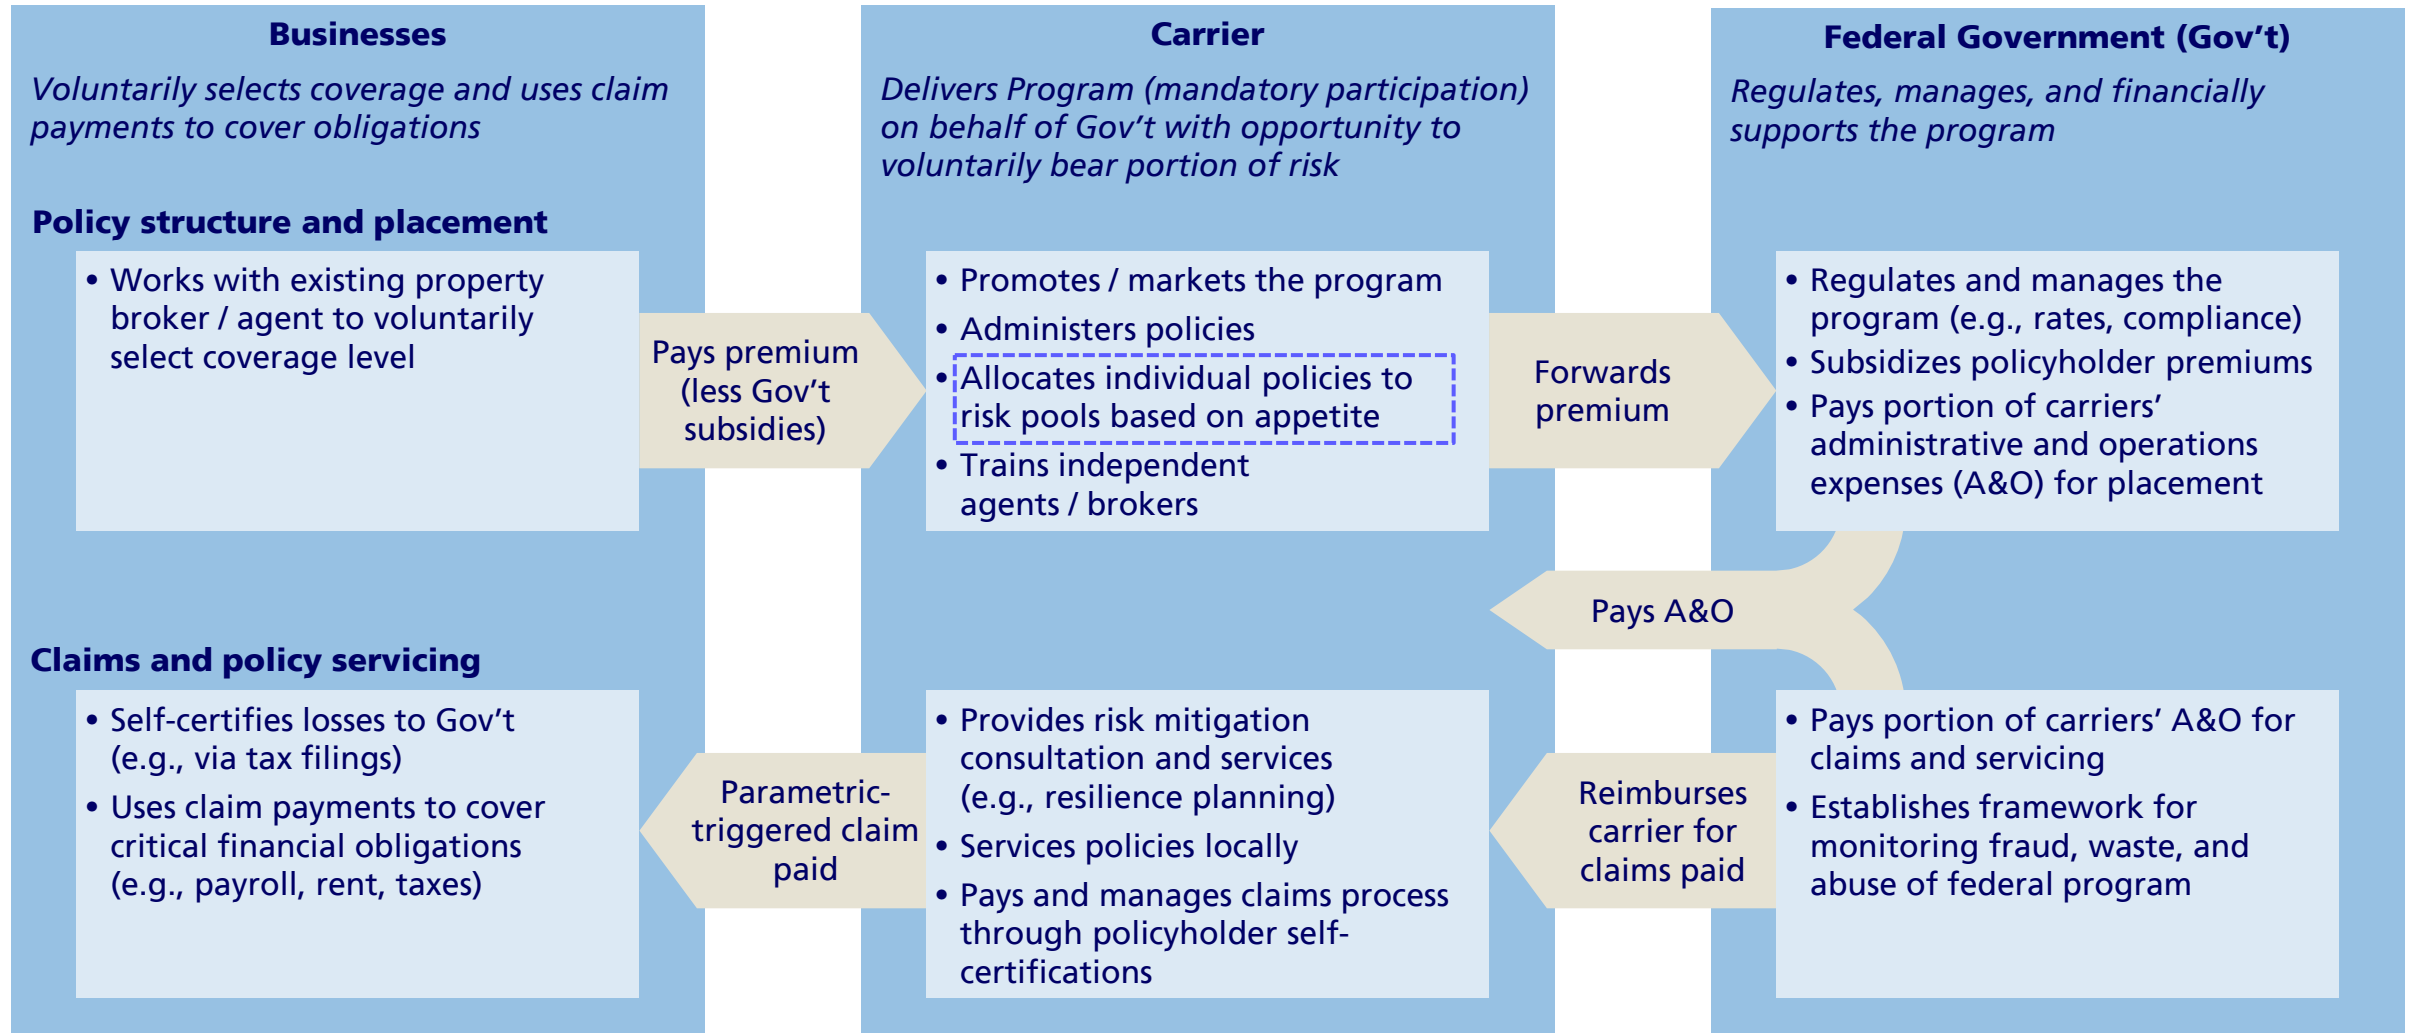 Businesses
Voluntarily selects coverage and uses claim
payments to cover obligations
Carrier
Delivers Program (mandatory participation)
on behalf of Gov’t with opportunity to
voluntarily bear portion of risk
Federal Government (Gov’t)
Regulates, manages, and financially
supports the program
Policy structure and placement
• Works with existing property
broker / agent to voluntarily
select coverage level
Pays premium
(less Gov’t
subsidies)
• Promotes / markets the program
• Administers policies
• Allocates individual policies to
risk pools based on appetite
• Trains independent
agents / brokers
Forwards
premium
• Regulates and manages the
program (e.g., rates, compliance)
• Subsidizes policyholder premiums
• Pays portion of carriers’
administrative and operations
expenses (A&O) for placement
Pays A&O
Claims and policy servicing
• Self-certifies losses to Gov’t
(e.g., via tax filings)
• Uses claim payments to cover
critical financial obligations
(e.g., payroll, rent, taxes)
Parametric-
triggered claim
paid
• Provides risk mitigation
consultation and services
(e.g., resilience planning)
• Services policies locally
• Pays and manages claims process
through policyholder self-
certifications
Reimburses
carrier for
claims paid
• Pays portion of carriers’ A&O for
claims and servicing
• Establishes framework for
monitoring fraud, waste, and
abuse of federal program